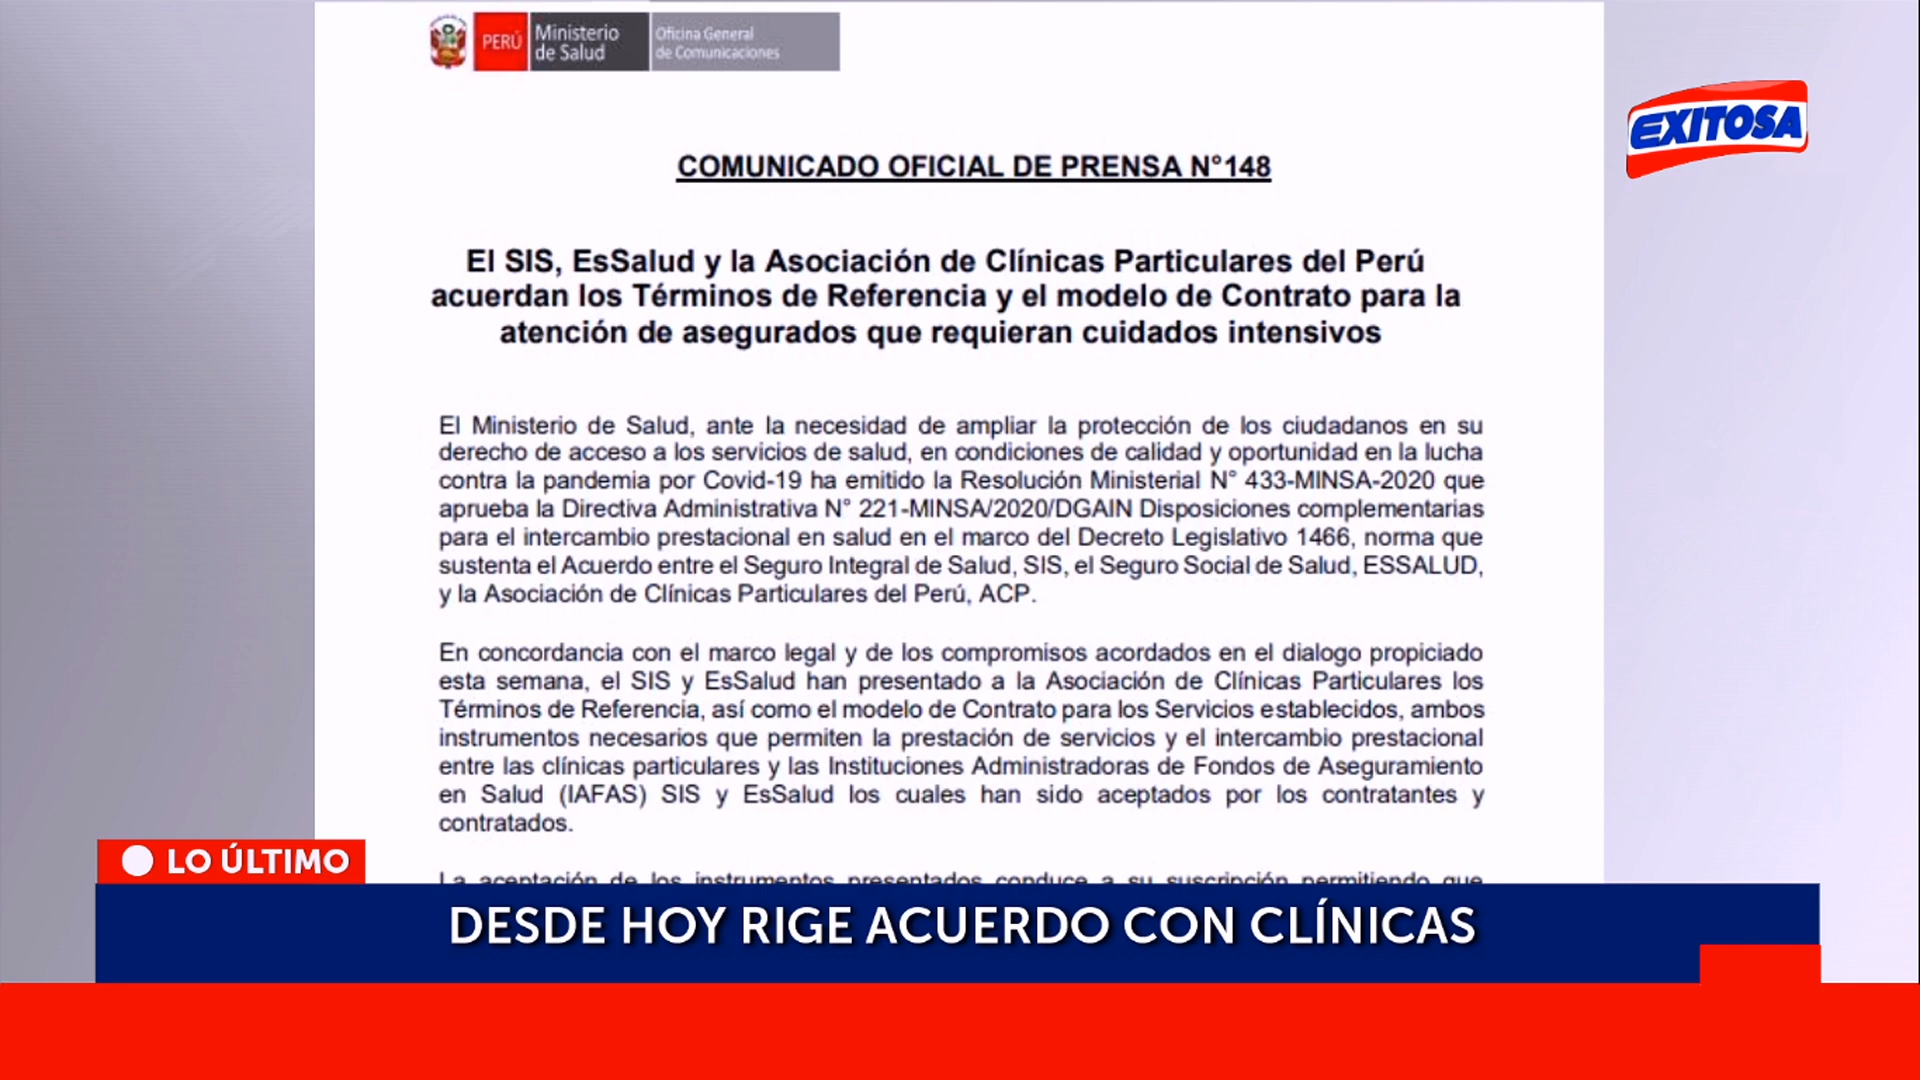 PERÚ
Ministerio
de Salud
Oficina General
de Comunicaciones
EXITOSA
COMUNICADO OFICIAL DE PRENSA N°148
El SIS, EsSalud y la Asociación de Clínicas Particulares del Perú
acuerdan los Términos de Referencia y el modelo de Contrato para la
atención de asegurados que requieran cuidados intensivos
El Ministerio de Salud, ante la necesidad de ampliar la protección de los ciudadanos en su
derecho de acceso a los servicios de salud, en condiciones de calidad y oportunidad en la lucha
contra la pandemia por Covid-19 ha emitido la Resolución Ministerial N° 433-MINSA-2020 que
aprueba la Directiva Administrativa N° 221-MINSA/2020/DGAIN Disposiciones complementarias
para el intercambio prestacional en salud en el marco del Decreto Legislativo 1466, norma que
sustenta el Acuerdo entre el Seguro Integral de Salud, SIS, el Seguro Social de Salud, ESSALUD,
y la Asociación de Clínicas Particulares del Perú, ACP.
En concordancia con el marco legal y de los compromisos acordados en el dialogo propiciado
esta semana, el SIS y EsSalud han presentado a la Asociación de Clínicas Particulares los
Términos de Referencia, así como el modelo de Contrato para los Servicios establecidos, ambos
instrumentos necesarios que permiten la prestación de servicios y el intercambio prestacional
entre las clínicas particulares y las Instituciones Administradoras de Fondos de Aseguramiento
en Salud (IAFAS) SIS y EsSalud los cuales han sido aceptados por los contratantes y
contratados.
La aceptación de los instrumentos presentados conduce a su suscripción permitiendo que
LO ÚLTIMO
DESDE HOY RIGE ACUERDO CON CLÍNICAS